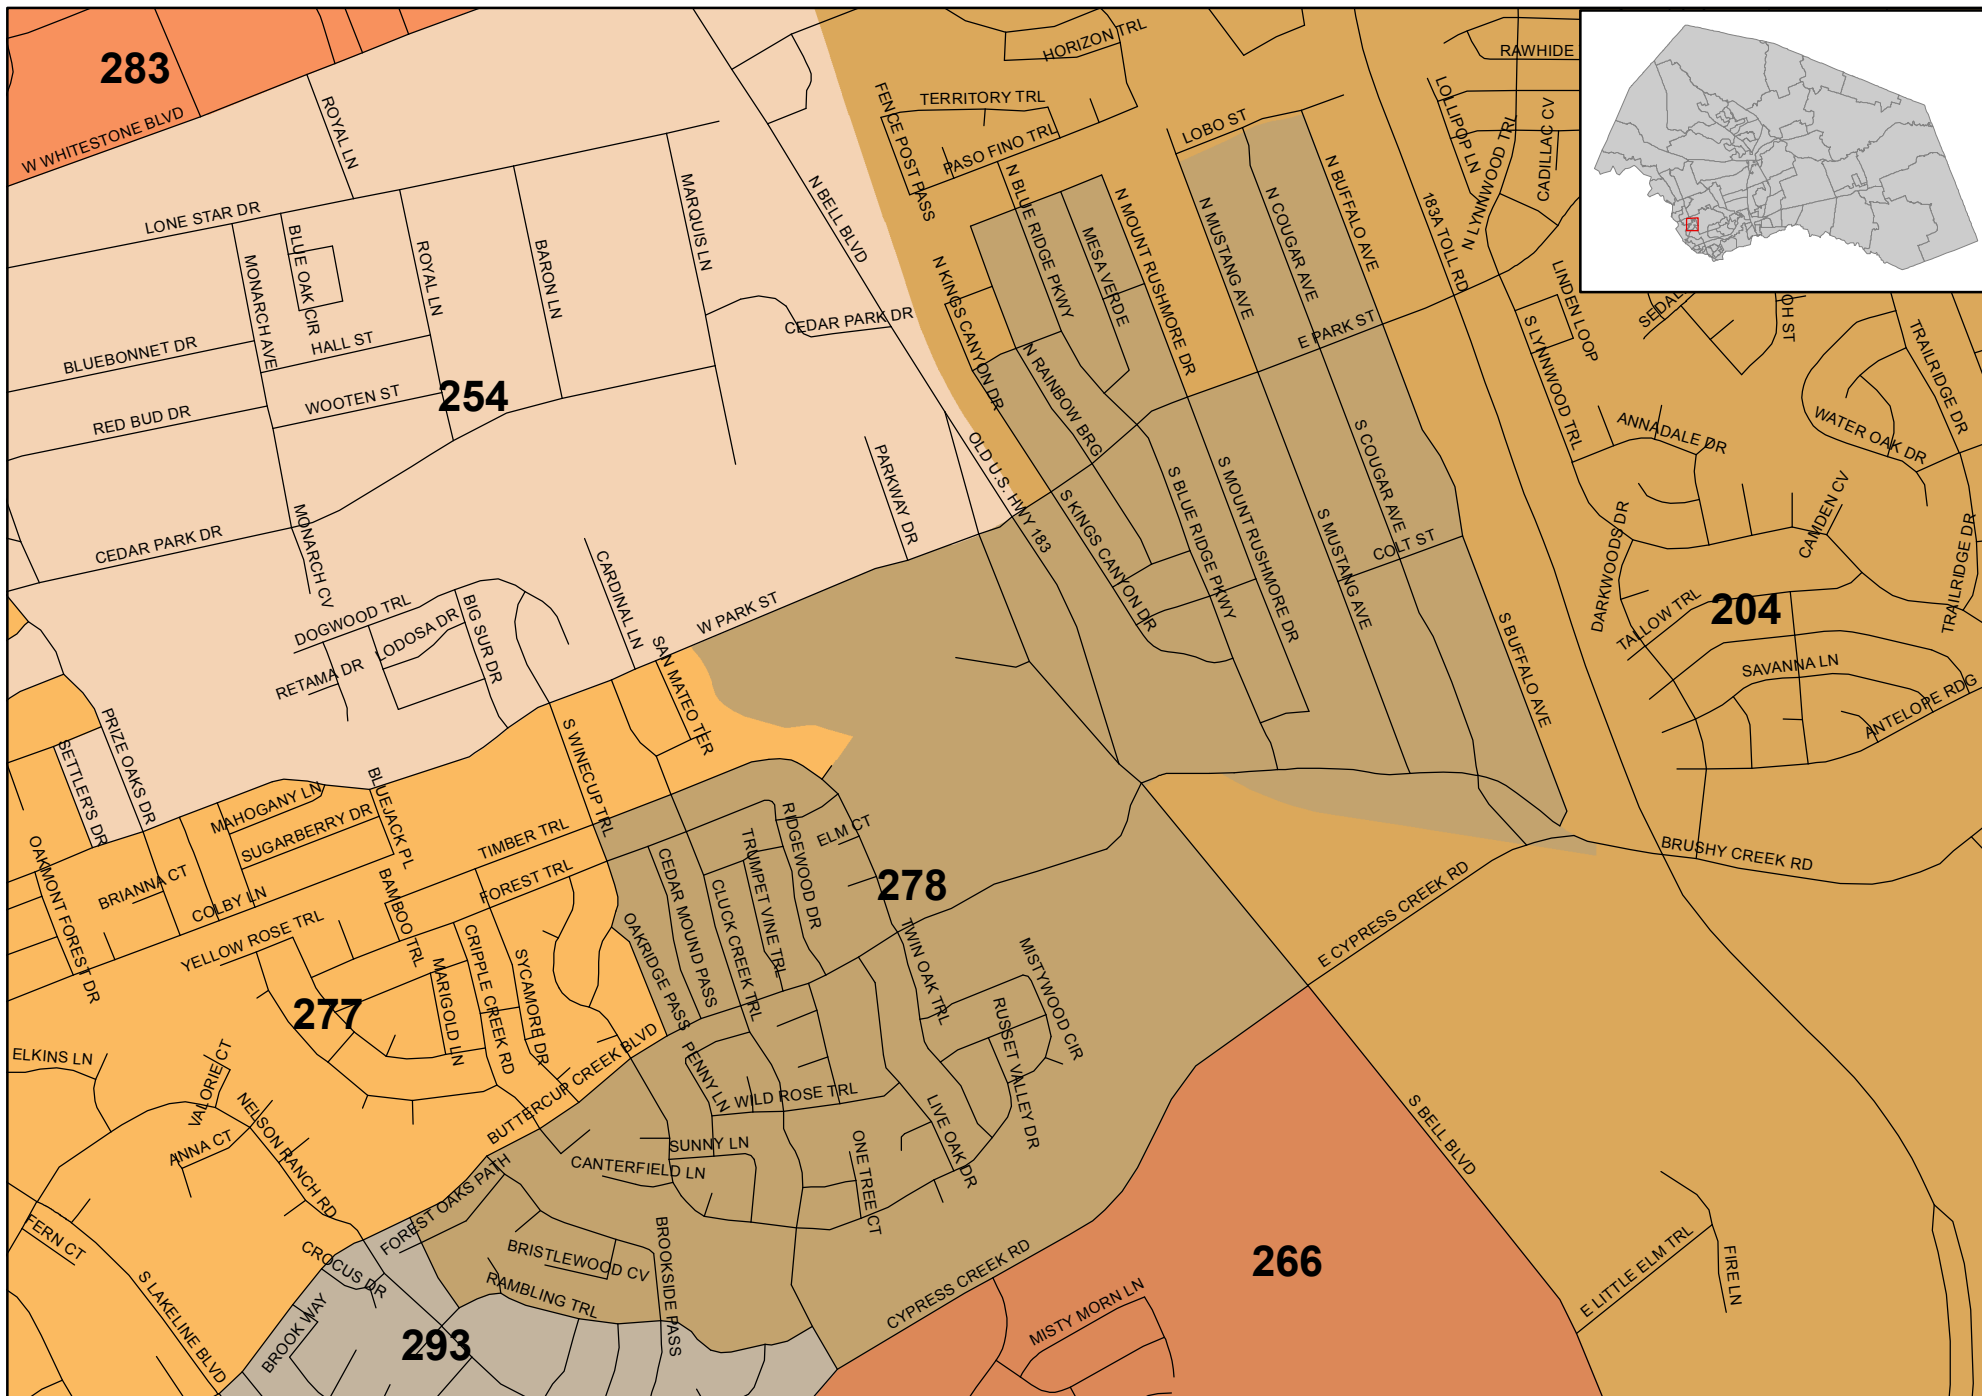 283
W WHITESTONE BLVD
ROYAL LN
HORIZON TRL
RAWHIDE
TERRITORY TRL
FENCE POST PASS
PASO FINO TRL
LOBO ST
LOLLIPOP LN
N LYNNWOOD TRL
CADILLAC CV
LONE STAR DR
BLUE OAK CIR
MONARCH AVE
ROYAL LN
BARON LN
MARQUIS LN
N BELL BLVD
N BLUE RIDGE PKWY
MESA VERDE
N MOUNT RUSHMORE DR
N MUSTANG AVE
N COUGAR AVE
N BUFFALO AVE
183A TOLL RD
N KINGS CANYON DR
CEDAR PARK DR
E PARK ST
LINDEN LOOP
S LYNNWOOD TRL
SEDAL
OH ST
TRAILRIDGE DR
BLUEBONNET DR
HALL ST
WOOTEN ST
254
RED BUD DR
N RAINBOW BRG
WATER OAK DR
ANNADALE DR
OLD U.S. HWY 183
PARKWAY DR
S COUGAR AVE
S BLUE RIDGE PKWY
S MOUNT RUSHMORE DR
S MUSTANG AVE
S KINGS CANYON DR
COLT ST
CAMDEN CV
DARKWOODS DR
TRAILRIDGE DR
CEDAR PARK DR
MONARCH CV
CARDINAL LN
W PARK ST
DOGWOOD TRL
LODOSA DR
BIG SUR DR
RETAMA DR
SAN MATEO TER
S BUFFALO AVE
TALLOW TRL
204
SAVANNA LN
ANTELOPE RDG
PRIZE OAKS DR
SETTLER'S DR
S WINECUP TRL
MAHOGANY LN
SUGARBERRY DR
BLUEJACK PL
TIMBER TRL
FOREST TRL
RIDGEWOOD DR
ELM CT
TRUMPET VINE TRL
CEDAR MOUND PASS
CLUCK CREEK TRL
278
BRUSHY CREEK RD
E CYPRESS CREEK RD
OAKMONT FOREST DR
BRIANNA CT
COLBY LN
BAMBOO TRL
YELLOW ROSE TRL
MARIGOLD LN
CRIPPLE CREEK RD
SYCAMORE DR
OAKRIDGE PASS
TWIN OAK TRL
MISTYWOOD CIR
RUSSET VALLEY DR
277
ELKINS LN
VALORIE CT
NELSON RANCH RD
ANNA CT
BUTTERCUP CREEK BLVD
PENNY LN
WILD ROSE TRL
LIVE OAK DR
SUNNY LN
CANTERFIELD LN
ONE TREE CT
S BELL BLVD
FERN CT
S LAKELINE BLVD
CROCUS DR
FOREST OAKS PATH
BRISTLEWOOD CV
RAMBLING TRL
BROOKSIDE PASS
BROOK WAY
293
CYPRESS CREEK RD
MISTY MORN LN
266
E LITTLE ELM TRL
FIRE LN